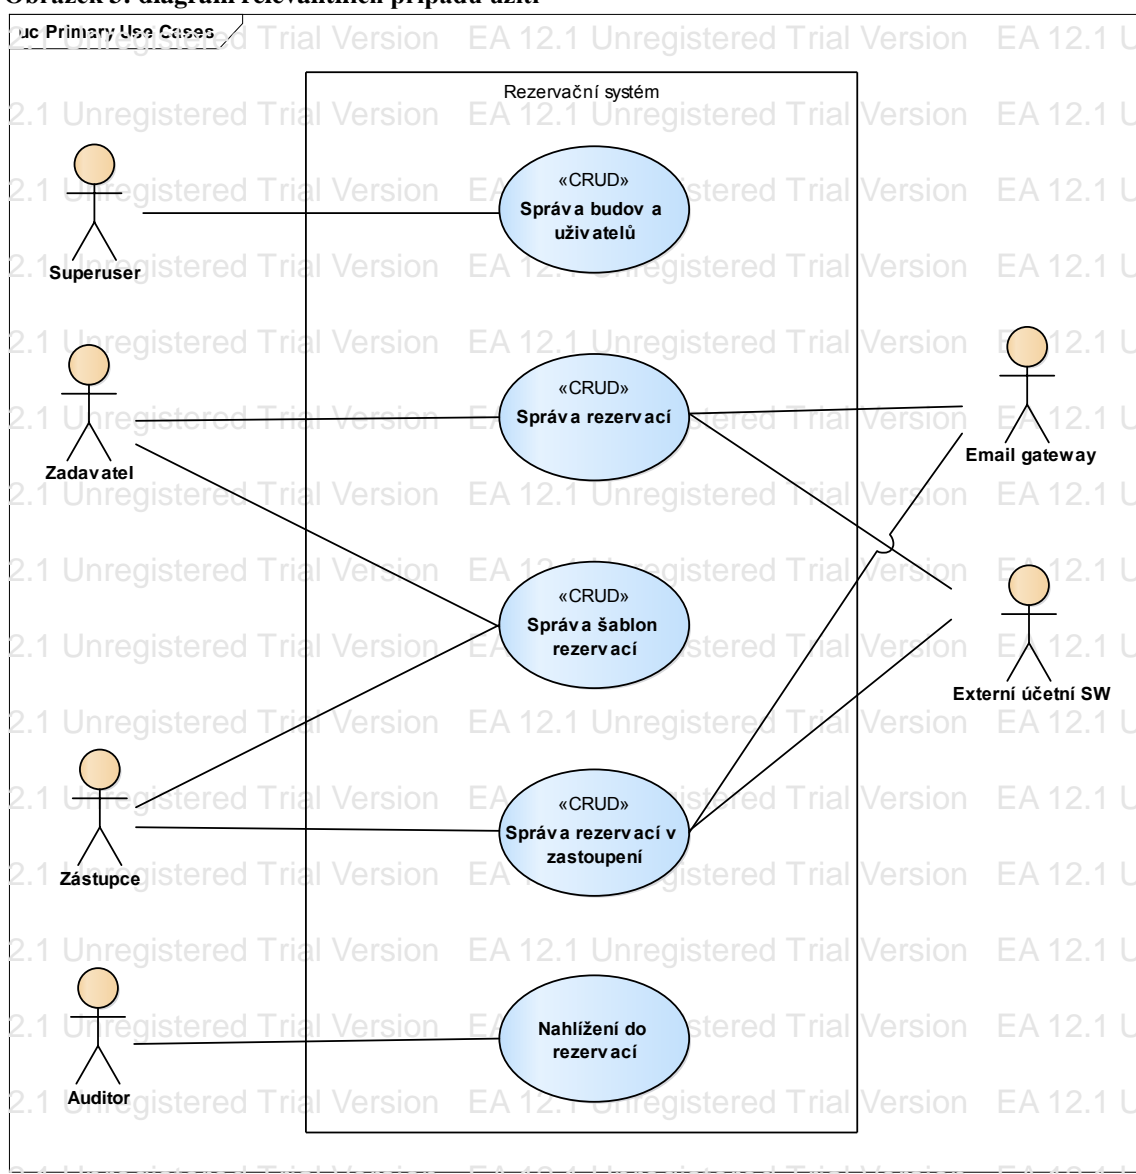 Obrázek 5: diagram relevantních případů užití
uc Primary Use Cases
Rezervační systém
«CRUD»
Správa budov a
uživatelů
Superuser
«CRUD»
Správa rezervací
Zadavatel
Email gateway
«CRUD»
Správa šablon
rezervací
Externí účetní SW
«CRUD»
Správa rezervací v
zastoupení
Zástupce
Nahlížení do
rezervací
Auditor
EA 12.1 Unregistered Trial Version